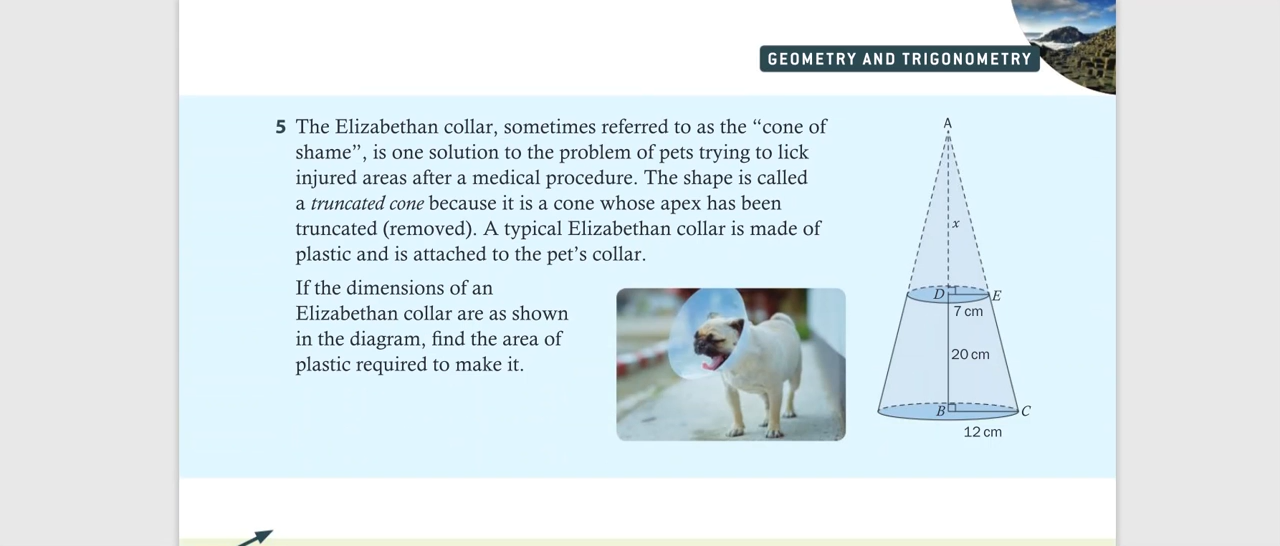 GEOMETRY AND TRIGONOMETRY
5 The Elizabethan collar, sometimes referred to as the “cone of
shame”, is one solution to the problem of pets trying to lick
injured areas after a medical procedure. The shape is called
a truncated cone because it is a cone whose apex has been
truncated (removed). A typical Elizabethan collar is made of
plastic and is attached to the pet’s collar.
If the dimensions of an
Elizabethan collar are as shown
in the diagram, find the area of
plastic required to make it.
A
x
D E
7 cm
20 cm
B C
12 cm